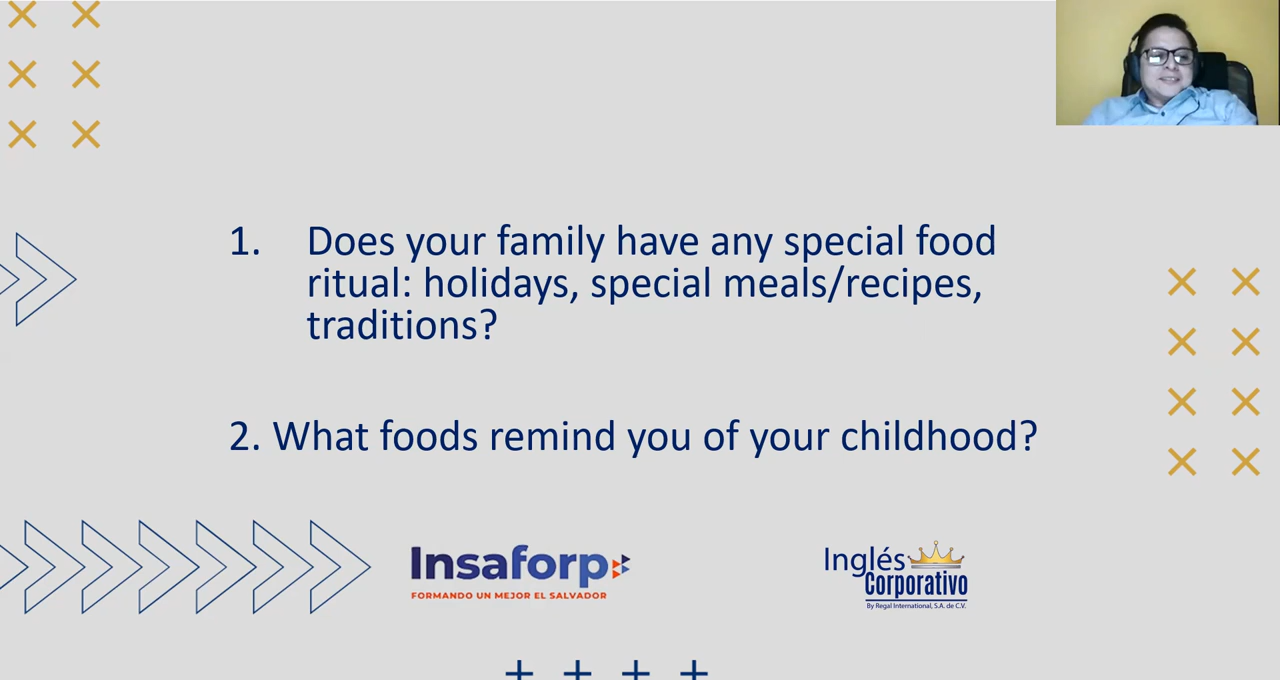 1. Does your family have any special food
ritual: holidays, special meals/recipes,
traditions?
2. What foods remind you of your childhood?
Insaforp
FORMANDO UN MEJOR EL SALVADOR
Inglés
Corporativo
By Regal International, S.A. de C.V.